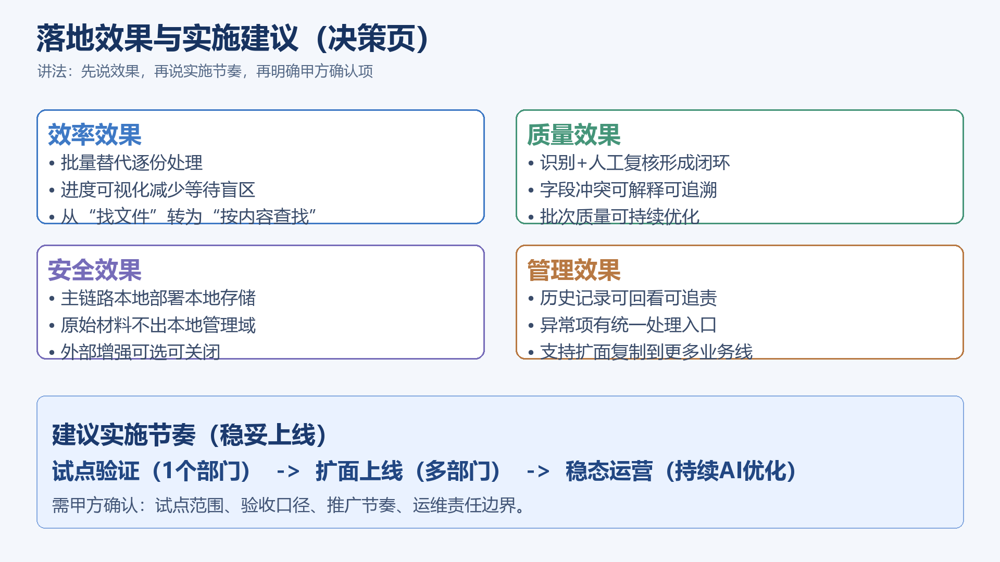 落地效果与实施建议（决策页）
讲法：先说效果，再说实施节奏，再明确甲方确认项
效率效果
• 批量替代逐份处理
• 进度可视化减少等待盲区
• 从“找文件”转为“按内容查找”
质量效果
• 识别+人工复核形成闭环
• 字段冲突可解释可追溯
• 批次质量可持续优化
安全效果
• 主链路本地部署本地存储
• 原始材料不出本地管理域
• 外部增强可选可关闭
管理效果
• 历史记录可回看可追责
• 异常项有统一处理入口
• 支持扩面复制到更多业务线
建议实施节奏（稳妥上线）
试点验证（1个部门） -> 扩面上线（多部门） -> 稳态运营（持续AI优化）
需甲方确认：试点范围、验收口径、推广节奏、运维责任边界。